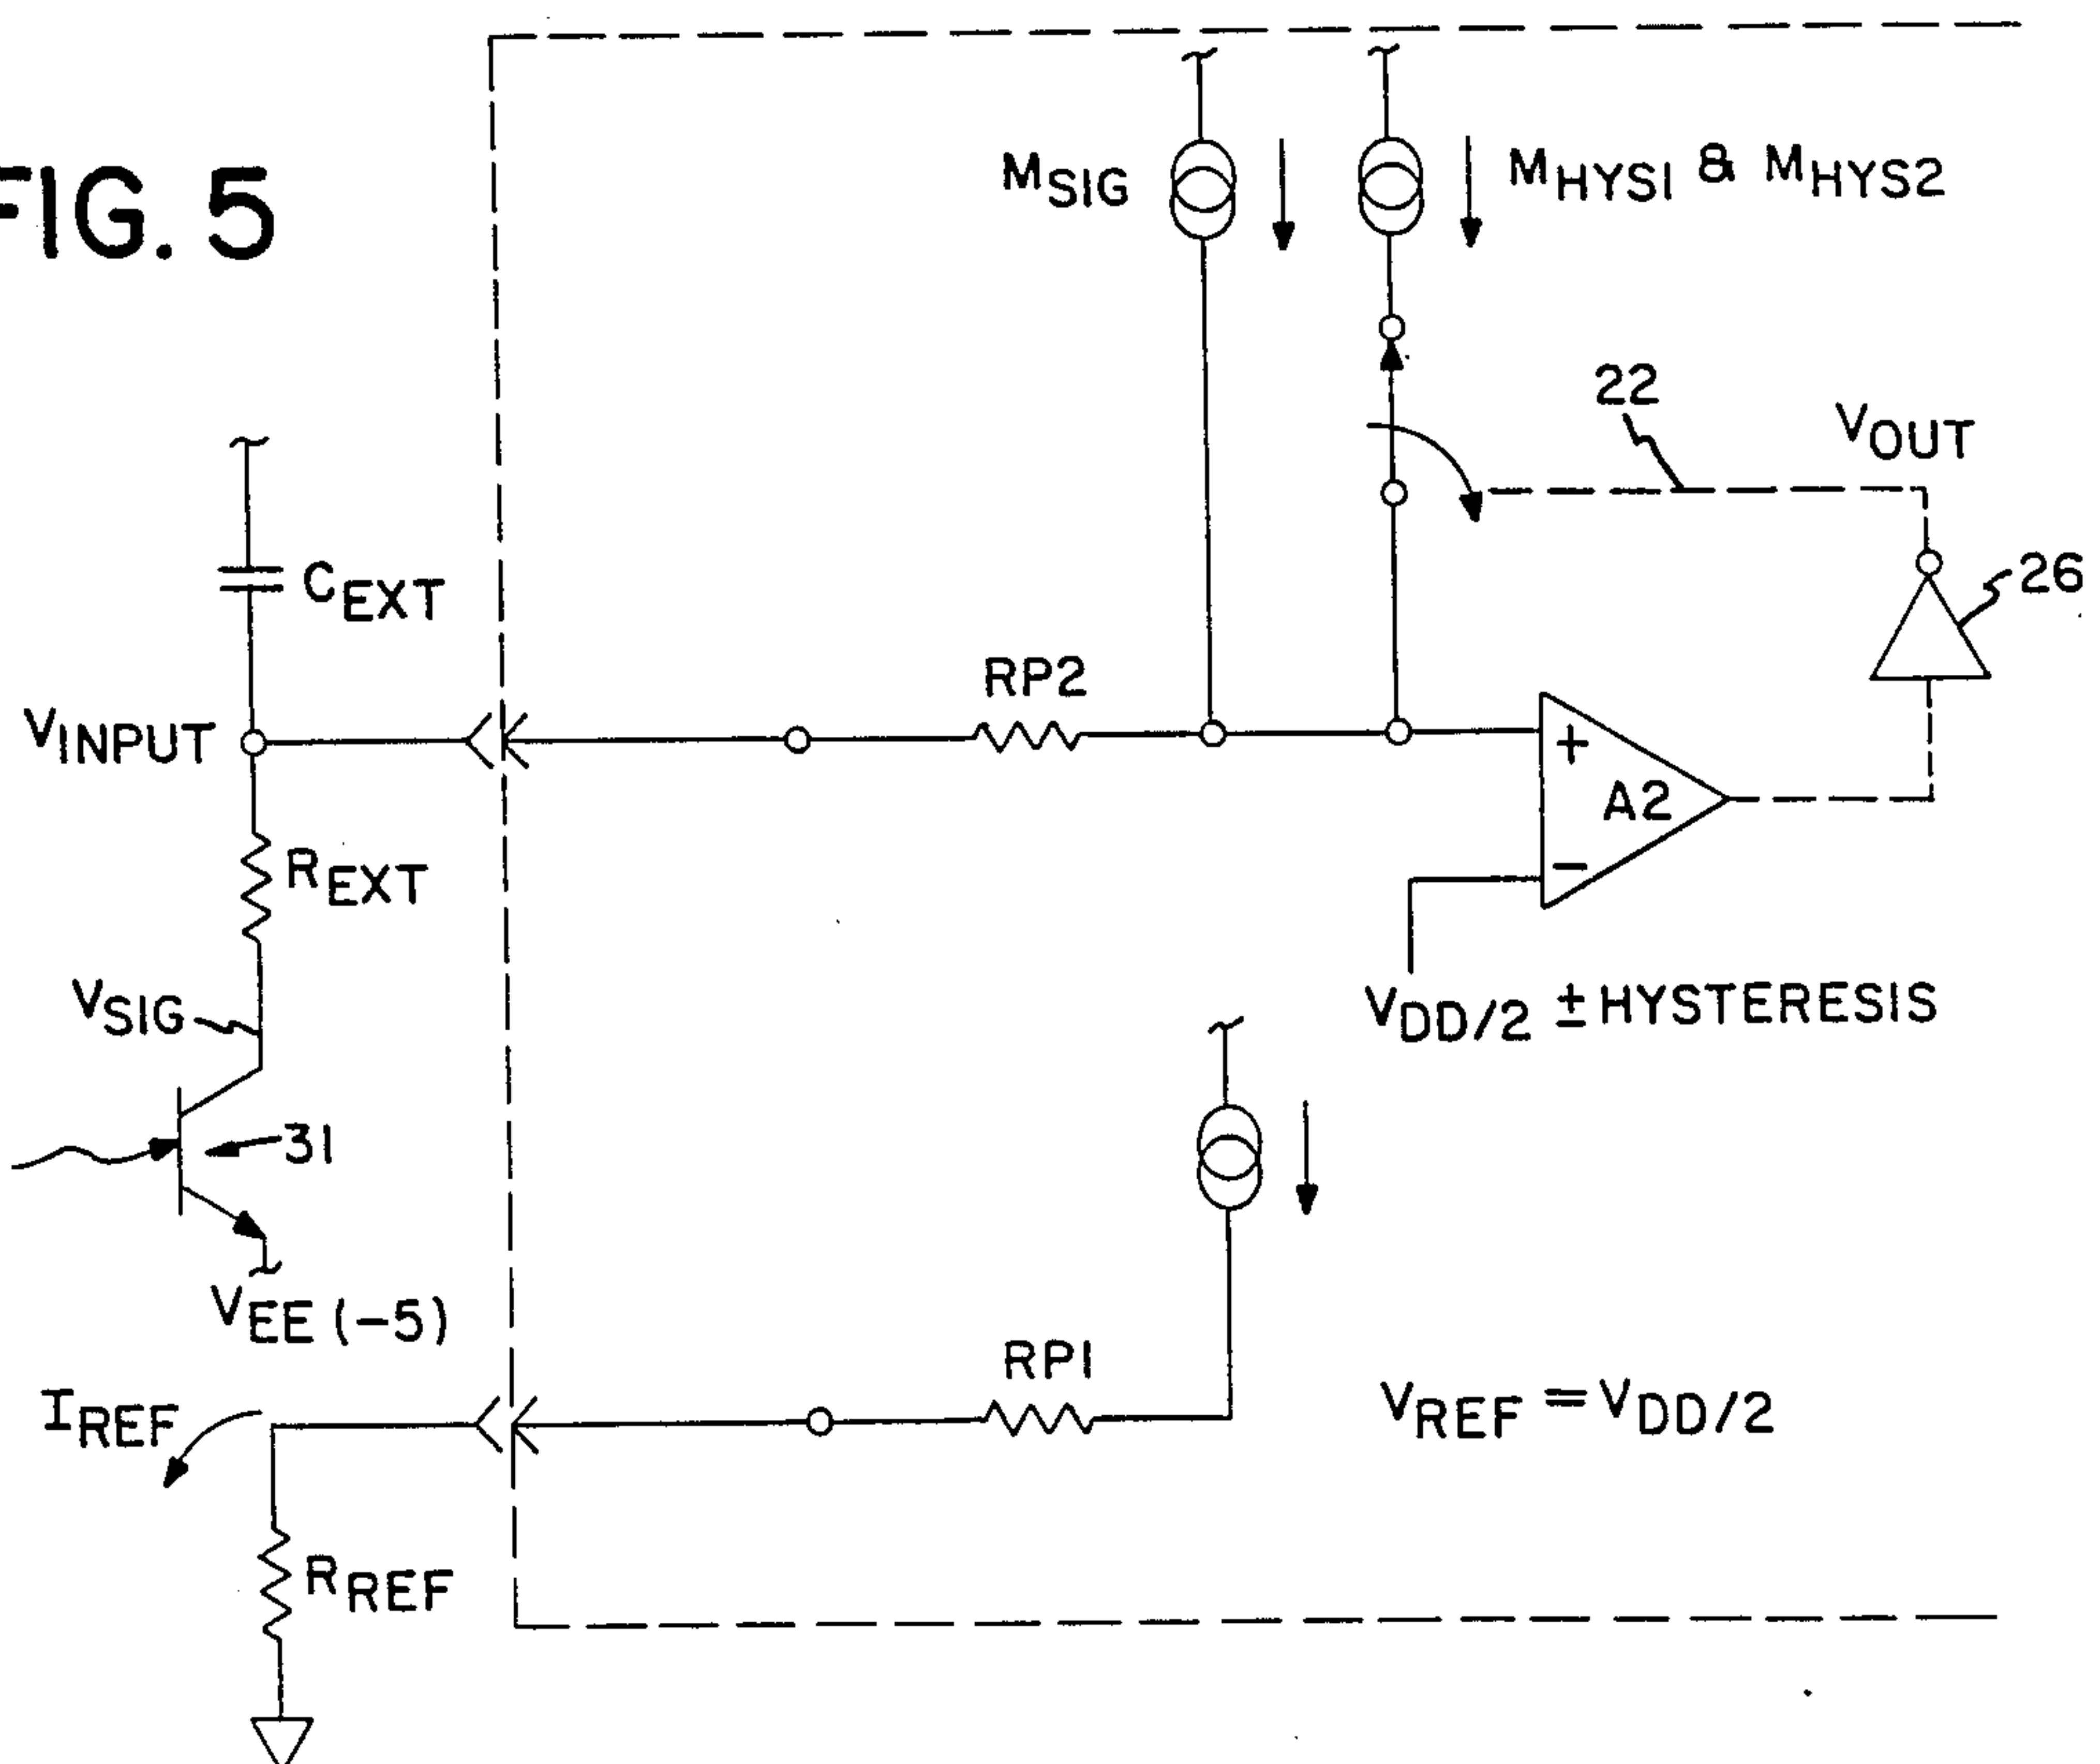 FIG. 5
MSIG
MHYS1 & MHYS2
22
VOUT
CEXT
26
RP2
VINPUT
+
A2
REXT
−
VSIG
VDD/2 ± HYSTERESIS
31
VEE (−5)
RP1
IREF
VREF = VDD/2
RREF